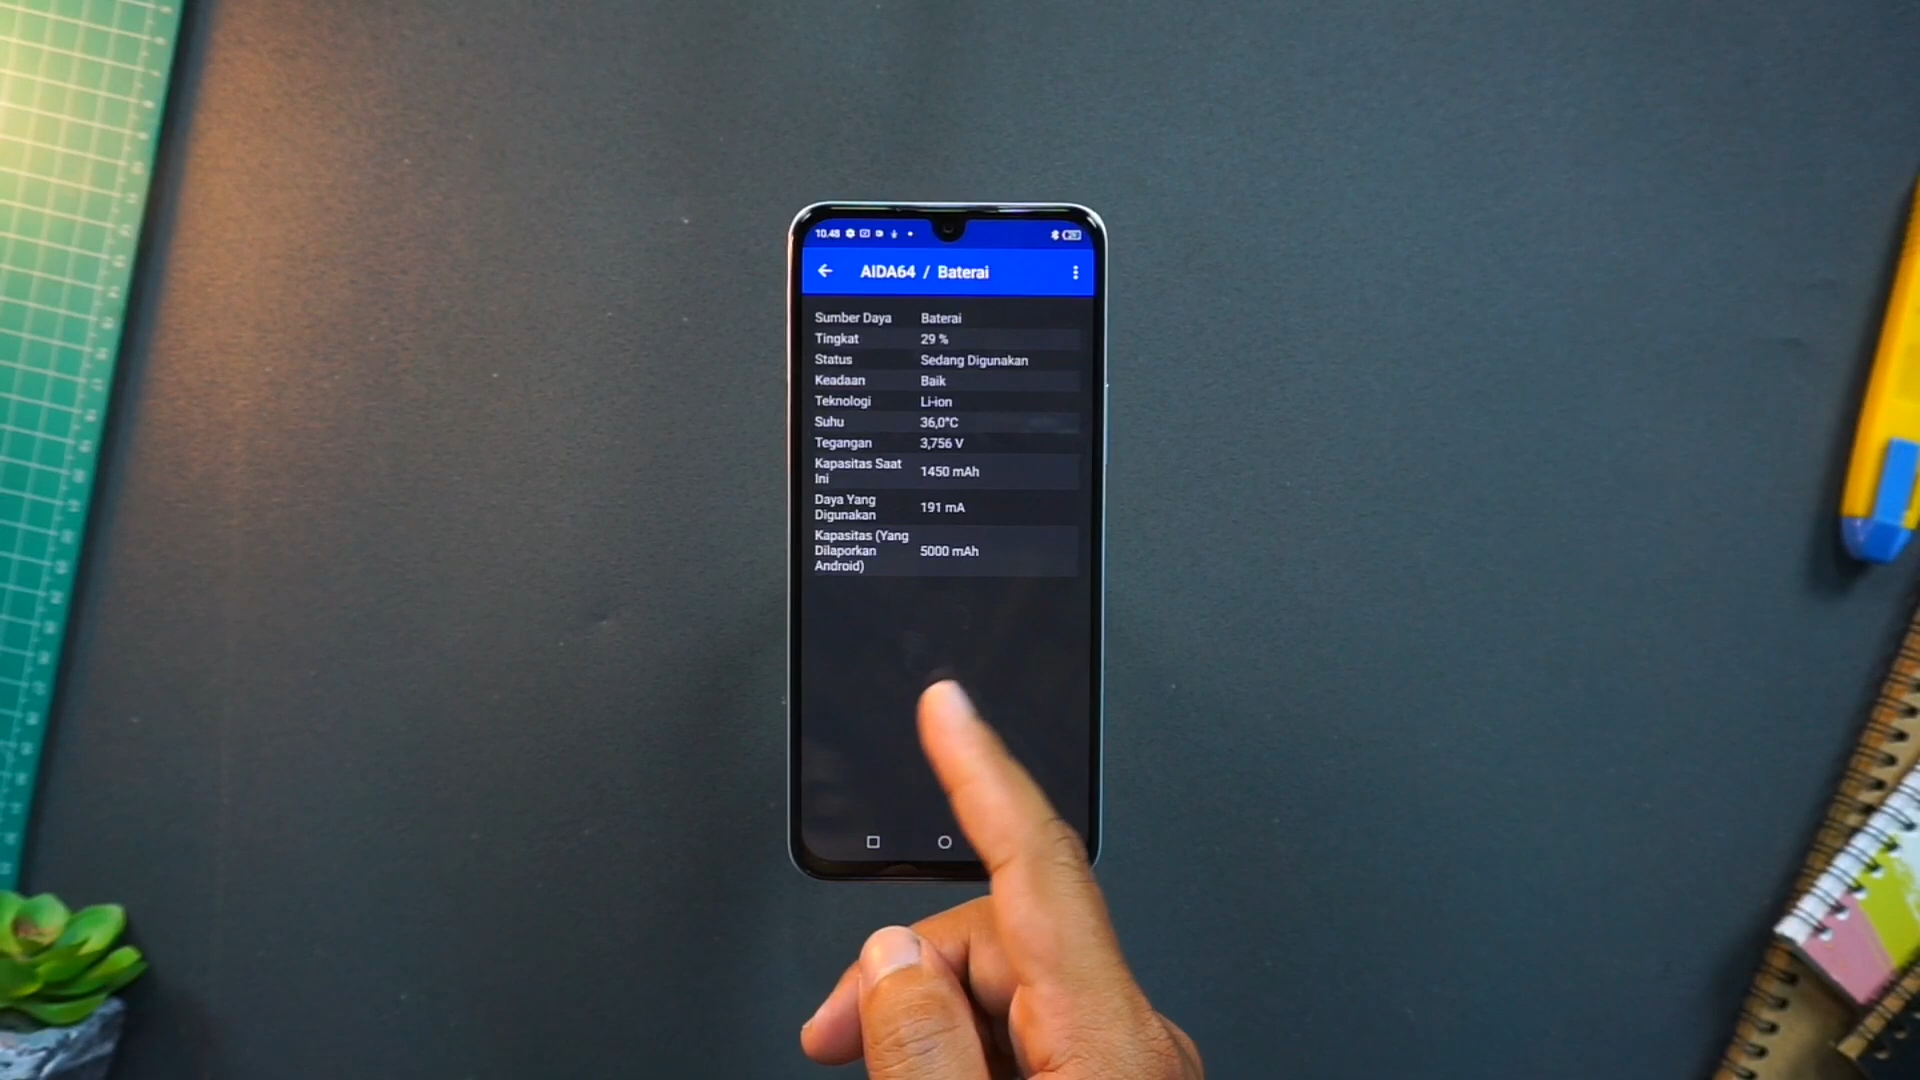 10.48
AIDA64 / Baterai
Sumber Daya Baterai
Tingkat 29 %
Status Sedang Digunakan
Keadaan Baik
Teknologi Li-ion
Suhu 36,0°C
Tegangan 3,756 V
Kapasitas Saat
Ini 1450 mAh
Daya Yang
Digunakan 191 mA
Kapasitas (Yang
Dilaporkan 5000 mAh
Android)